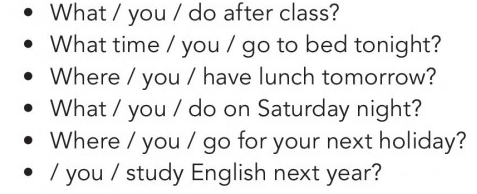 • What / you / do after class?
• What time / you / go to bed tonight?
• Where / you / have lunch tomorrow?
• What / you / do on Saturday night?
• Where / you / go for your next holiday?
• / you / study English next year?